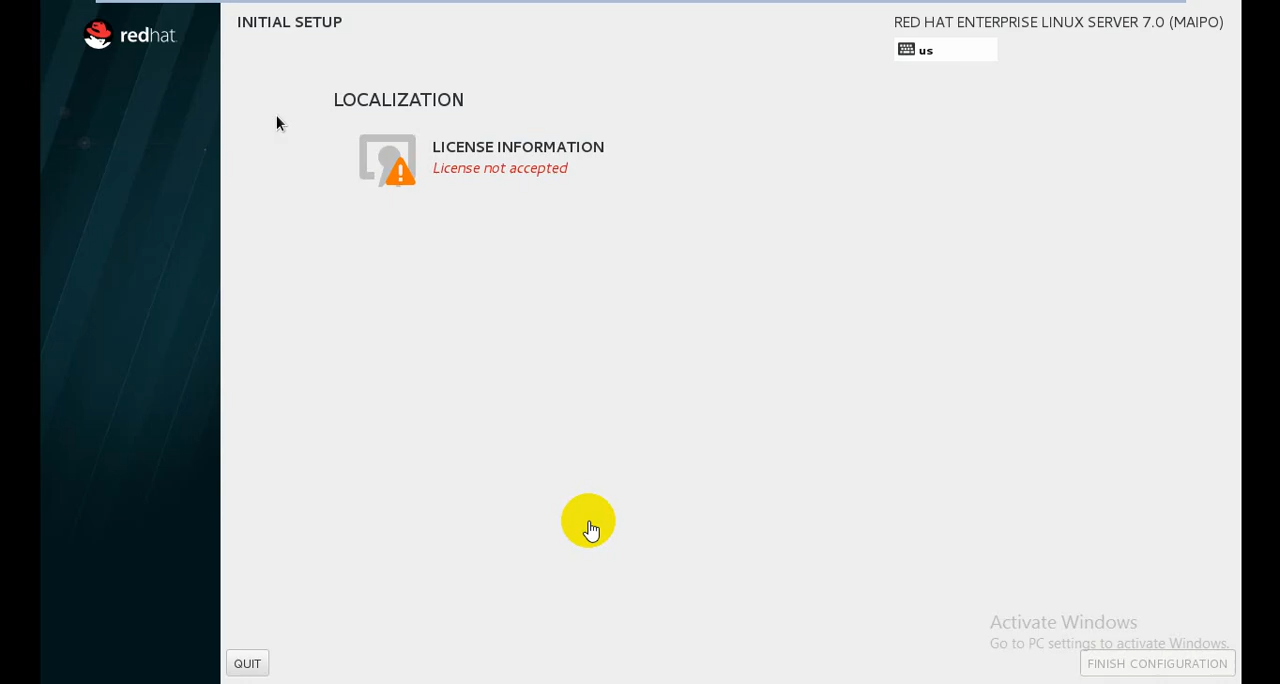 redhat
INITIAL SETUP
RED HAT ENTERPRISE LINUX SERVER 7.0 (MAIPO)
us
LOCALIZATION
LICENSE INFORMATION
License not accepted
Activate Windows
Go to PC settings to activate Windows.
QUIT
FINISH CONFIGURATION